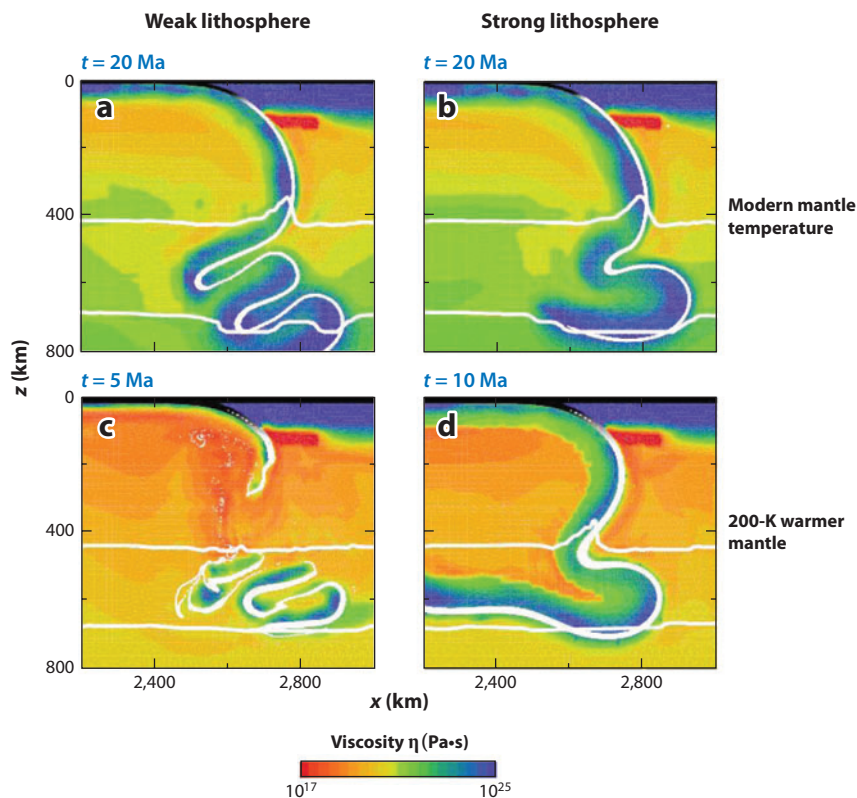 Weak lithosphere
Strong lithosphere
t = 20 Ma
t = 20 Ma
0
a
b
400
800
Modern mantle
temperature
z (km)
t = 5 Ma
t = 10 Ma
0
c
d
400
800
200-K warmer
mantle
2,400
2,800
2,400
2,800
x (km)
Viscosity η (Pa•s)
10¹⁷
10²⁵